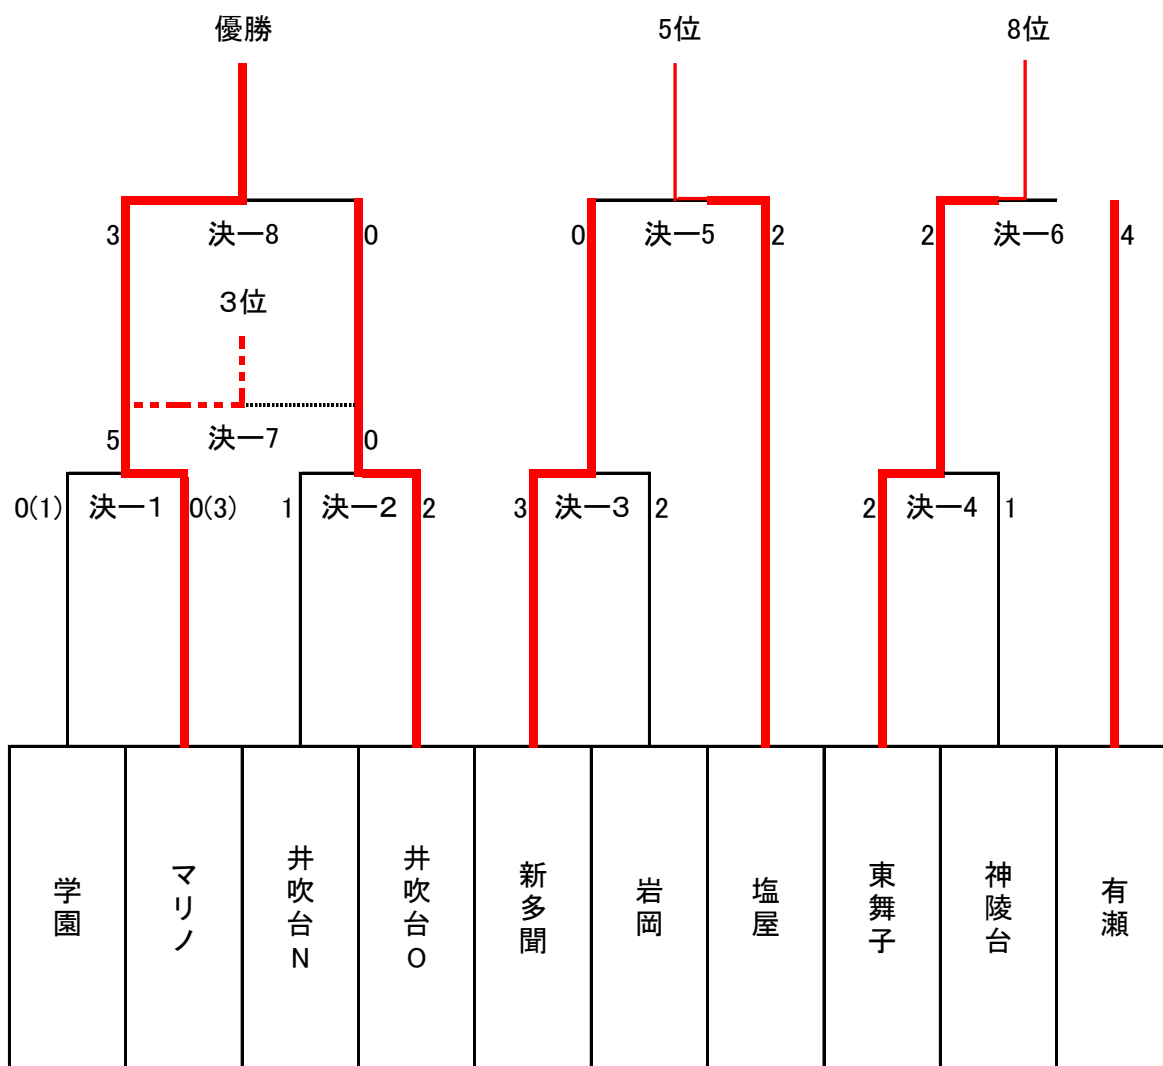 優勝 5位 8位
3 決ー8 0 0 決ー5 2 2 決ー6 4
３位
5 決ー7 0
0(1) 決ー１ 0(3) 1 決ー２ 2 3 決ー３ 2 2 決ー4 1
学園
マリノ
井吹台N
井吹台O
新多聞
岩岡
塩屋
東舞子
神陵台
有瀬